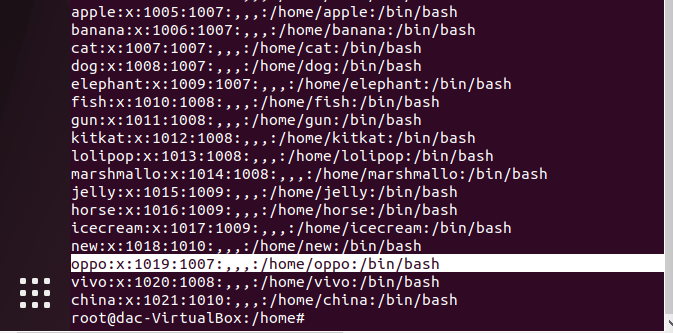 apple:x:1005:1007:,,,:/home/apple:/bin/bash
banana:x:1006:1007:,,,:/home/banana:/bin/bash
cat:x:1007:1007:,,,:/home/cat:/bin/bash
dog:x:1008:1007:,,,:/home/dog:/bin/bash
elephant:x:1009:1007:,,,:/home/elephant:/bin/bash
fish:x:1010:1008:,,,:/home/fish:/bin/bash
gun:x:1011:1008:,,,:/home/gun:/bin/bash
kitkat:x:1012:1008:,,,:/home/kitkat:/bin/bash
lolipop:x:1013:1008:,,,:/home/lolipop:/bin/bash
marshmallo:x:1014:1008:,,,:/home/marshmallo:/bin/bash
jelly:x:1015:1009:,,,:/home/jelly:/bin/bash
horse:x:1016:1009:,,,:/home/horse:/bin/bash
icecream:x:1017:1009:,,,:/home/icecream:/bin/bash
new:x:1018:1010:,,,:/home/new:/bin/bash
oppo:x:1019:1007:,,,:/home/oppo:/bin/bash
vivo:x:1020:1008:,,,:/home/vivo:/bin/bash
china:x:1021:1010:,,,:/home/china:/bin/bash
root@dac-VirtualBox:/home#